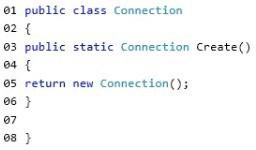 01 public class Connection
02 {
03 public static Connection Create()
04 {
05 return new Connection();
06 }
07
08 }